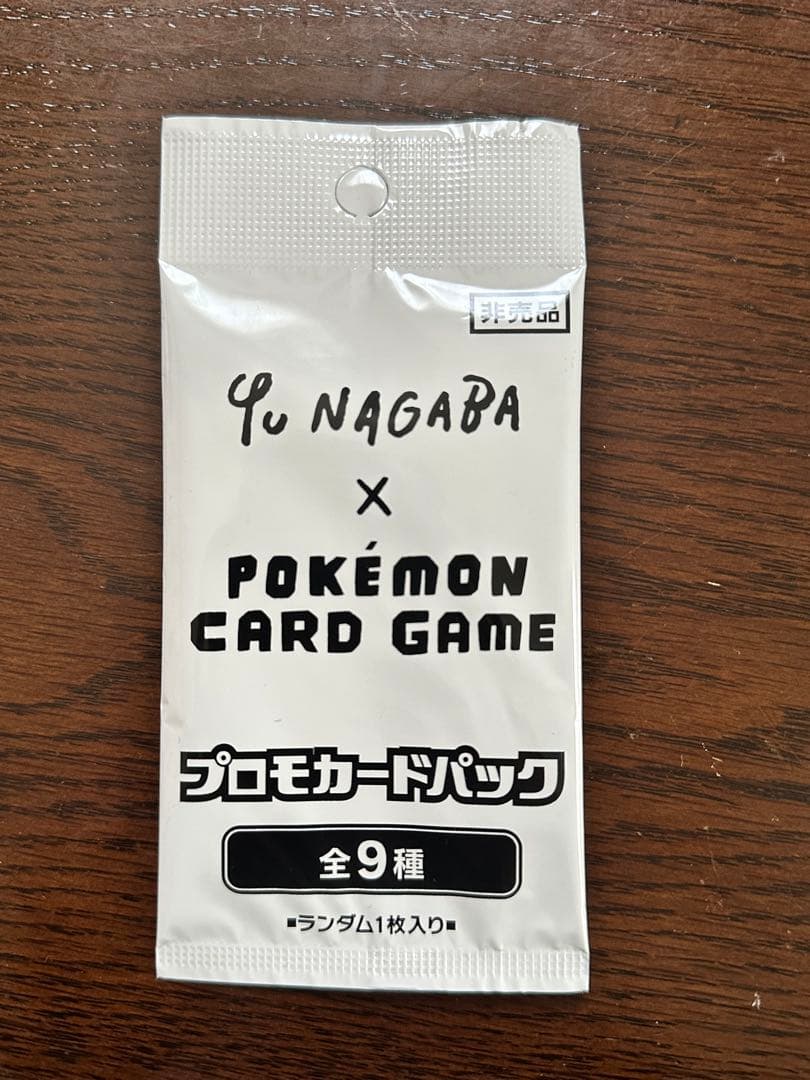 非売品
Yu NAGABA
×
POKÉMON
CARD GAME
プロモカードパック
全9種
▪ランダム1枚入り▪